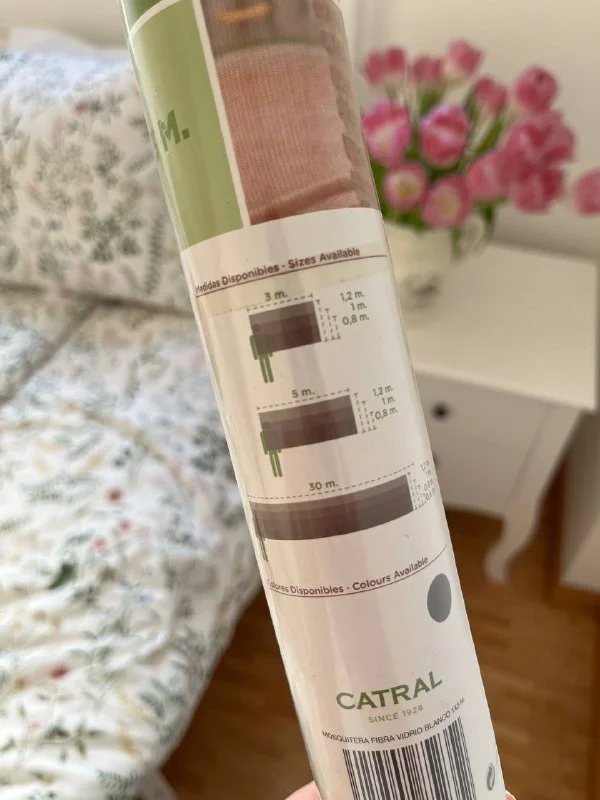 M.
Medidas Disponibles · Sizes Available
3 m.
1,2 m.
1 m.
0,8 m.
5 m.
1,2 m.
1 m.
0,8 m.
30 m.
Colores Disponibles · Colours Available
CATRAL
SINCE 1928
MOSQUITERA FIBRA VIDRIO BLANCO